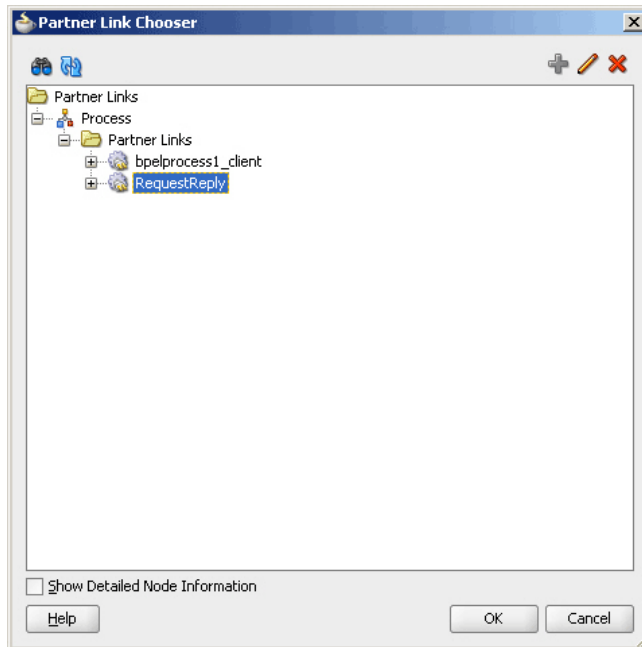 Partner Link Chooser
Partner Links
Process
Partner Links
bpelprocess1_client
RequestReply
Show Detailed Node Information
Help
OK
Cancel